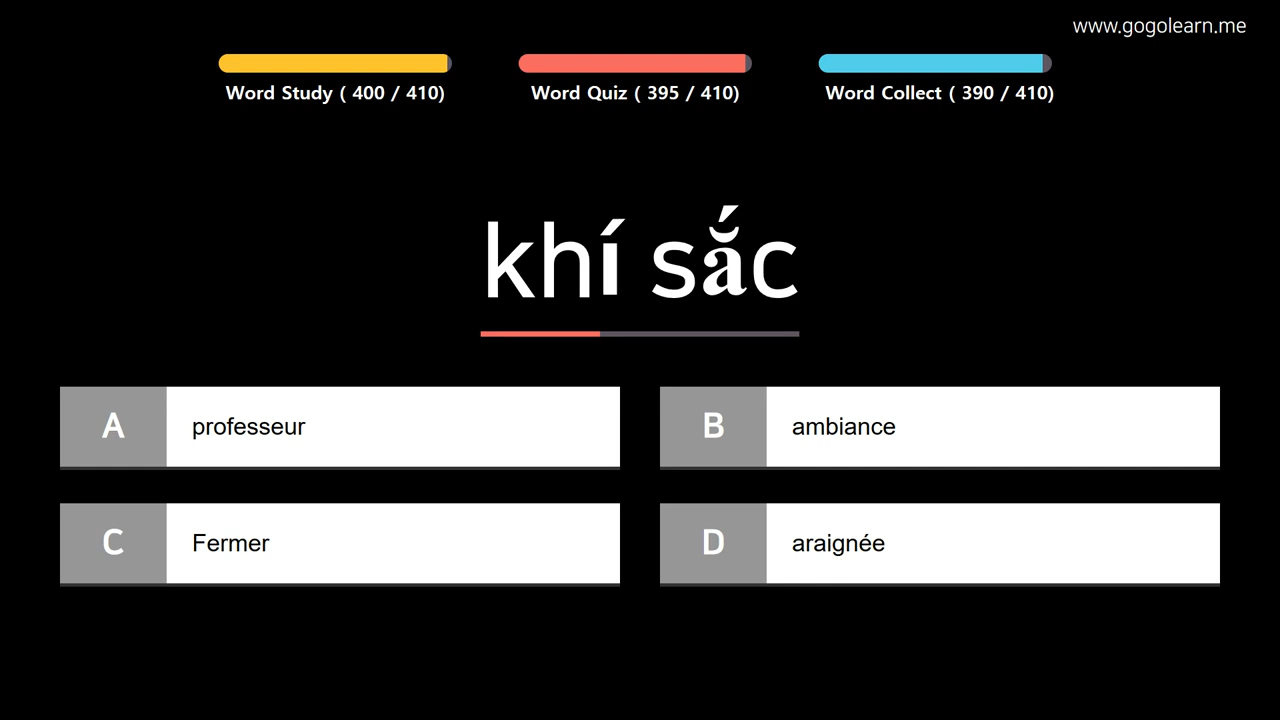 www.gogolearn.me
Word Study ( 400 / 410)
Word Quiz ( 395 / 410)
Word Collect ( 390 / 410)
khí sắc
A professeur
B ambiance
C Fermer
D araignée